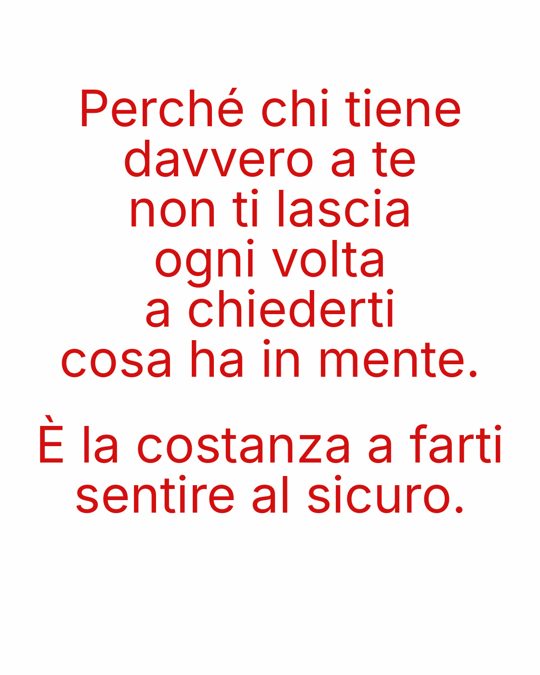 Perché chi tiene
davvero a te
non ti lascia
ogni volta
a chiederti
cosa ha in mente.
È la costanza a farti
sentire al sicuro.